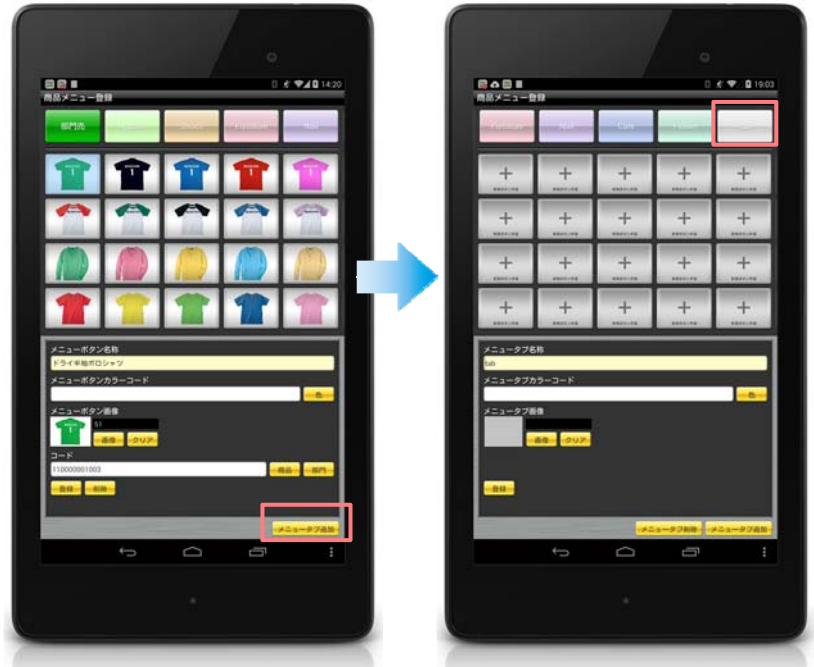 14:20
商品メニュー登録
部門売
Furniture
Nail
メニューボタン名称
ドライ半袖ポロシャツ
メニューボタンカラーコード
色
メニューボタン画像
51
画像 クリア
コード
110000001003
商品 部門
登録 削除
メニュータブ追加
19:03
商品メニュー登録
Furniture
Nail
Cafe
メニュータブ名称
tab
メニュータブカラーコード
色
メニュータブ画像
画像 クリア
登録
メニュータブ削除 メニュータブ追加